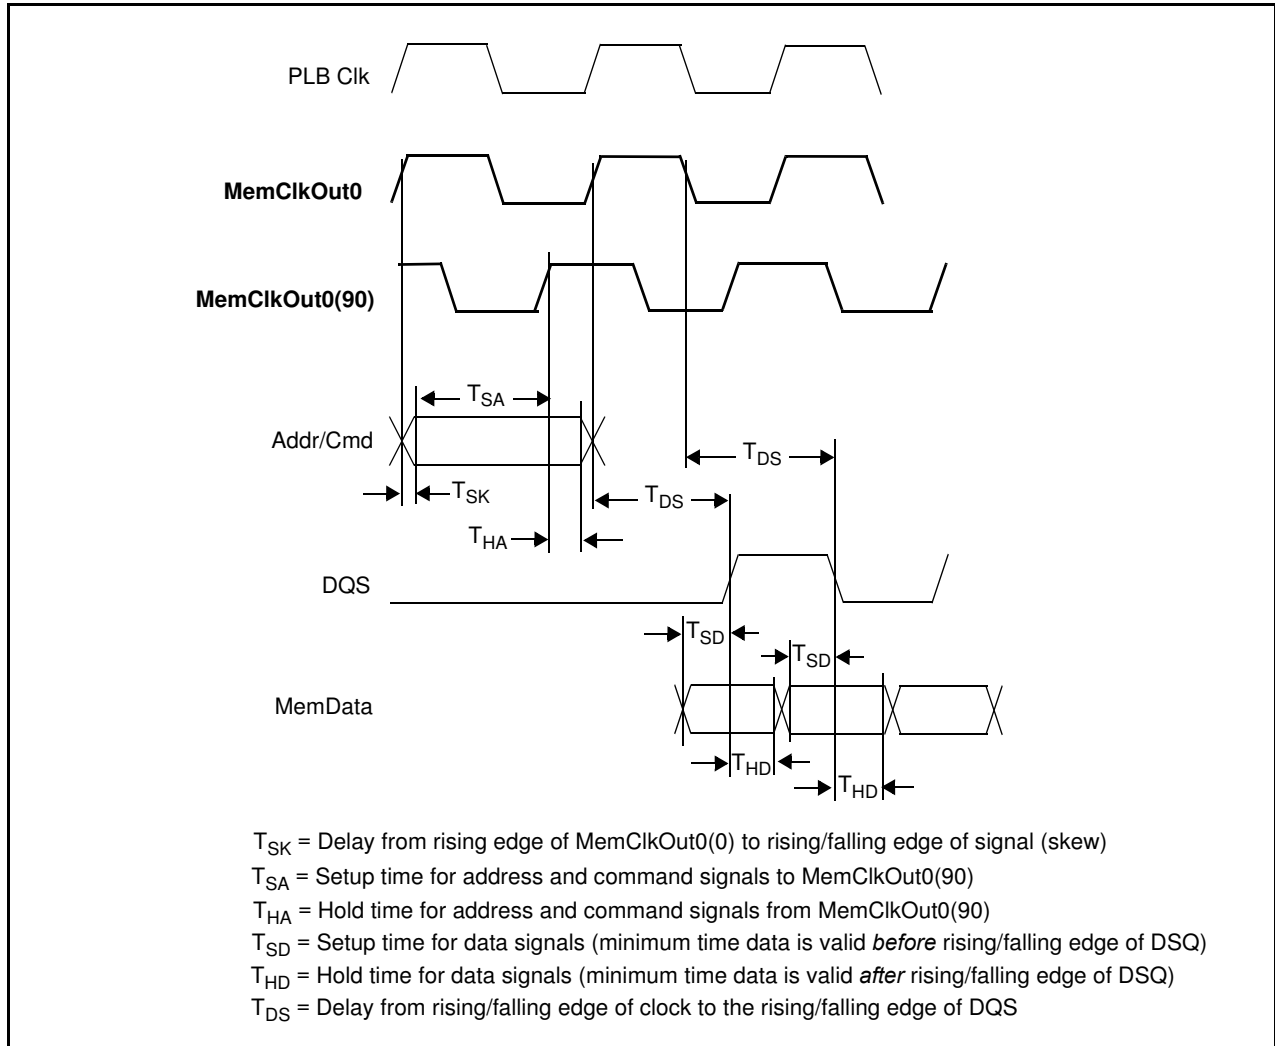 PLB Clk
MemClkOut0
MemClkOut0(90)
TSA
Addr/Cmd
TDS
TSK
TDS
THA
DQS
TSD
TSD
MemData
THD
THD
TSK = Delay from rising edge of MemClkOut0(0) to rising/falling edge of signal (skew)
TSA = Setup time for address and command signals to MemClkOut0(90)
THA = Hold time for address and command signals from MemClkOut0(90)
TSD = Setup time for data signals (minimum time data is valid before rising/falling edge of DSQ)
THD = Hold time for data signals (minimum time data is valid after rising/falling edge of DSQ)
TDS = Delay from rising/falling edge of clock to the rising/falling edge of DQS